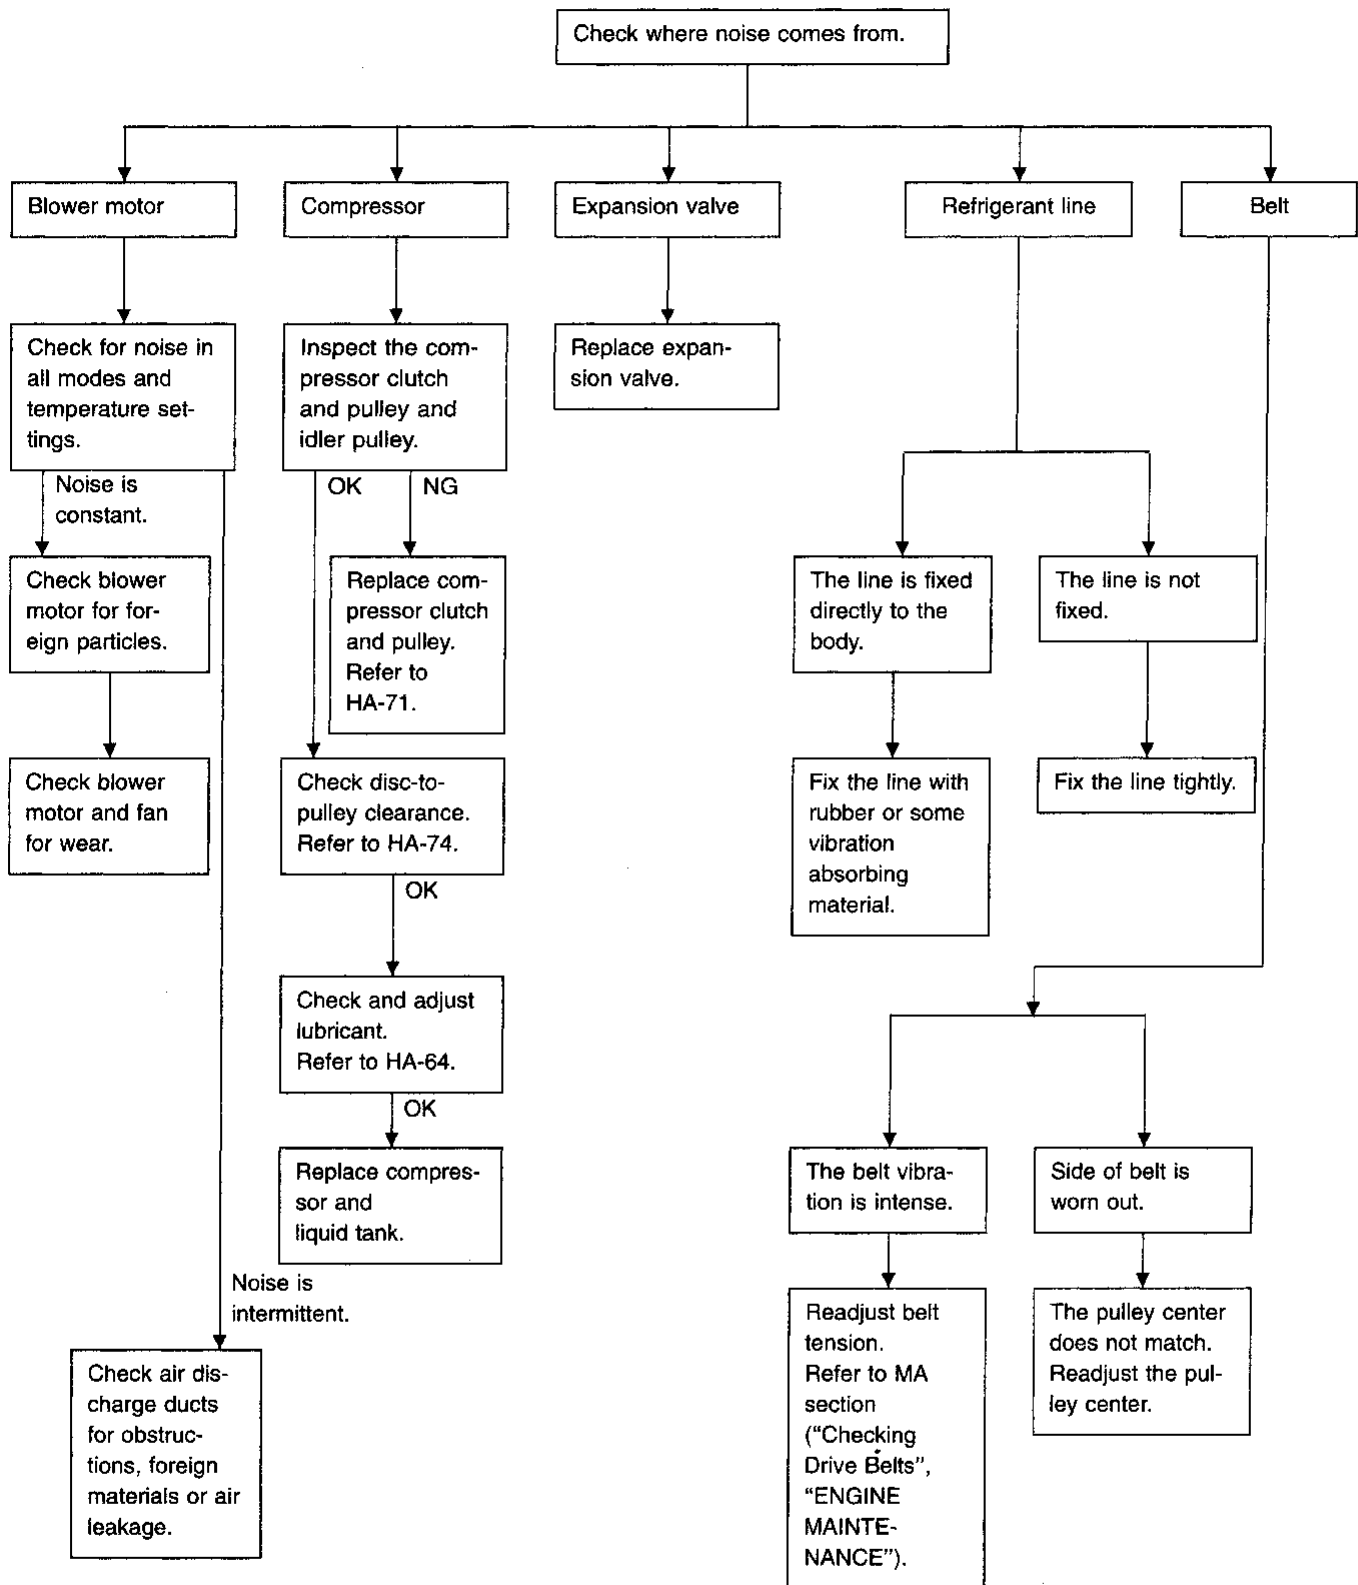 Check where noise comes from.
Blower motor
Compressor
Expansion valve
Refrigerant line
Belt
Check for noise in
all modes and
temperature set-
tings.
Inspect the com-
pressor clutch
and pulley and
idler pulley.
Replace expan-
sion valve.
Noise is
constant.
OK
NG
Check blower
motor for for-
eign particles.
Replace com-
pressor clutch
and pulley.
Refer to
HA-71.
The line is fixed
directly to the
body.
The line is not
fixed.
Check blower
motor and fan
for wear.
Check disc-to-
pulley clearance.
Refer to HA-74.
Fix the line with
rubber or some
vibration
absorbing
material.
Fix the line tightly.
OK
Check and adjust
lubricant.
Refer to HA-64.
OK
Replace compres-
sor and
liquid tank.
The belt vibra-
tion is intense.
Side of belt is
worn out.
Noise is
intermittent.
Readjust belt
tension.
Refer to MA
section
(“Checking
Drive Belts”,
“ENGINE
MAINTE-
NANCE”).
The pulley center
does not match.
Readjust the pul-
ley center.
Check air dis-
charge ducts
for obstruc-
tions, foreign
materials or air
leakage.